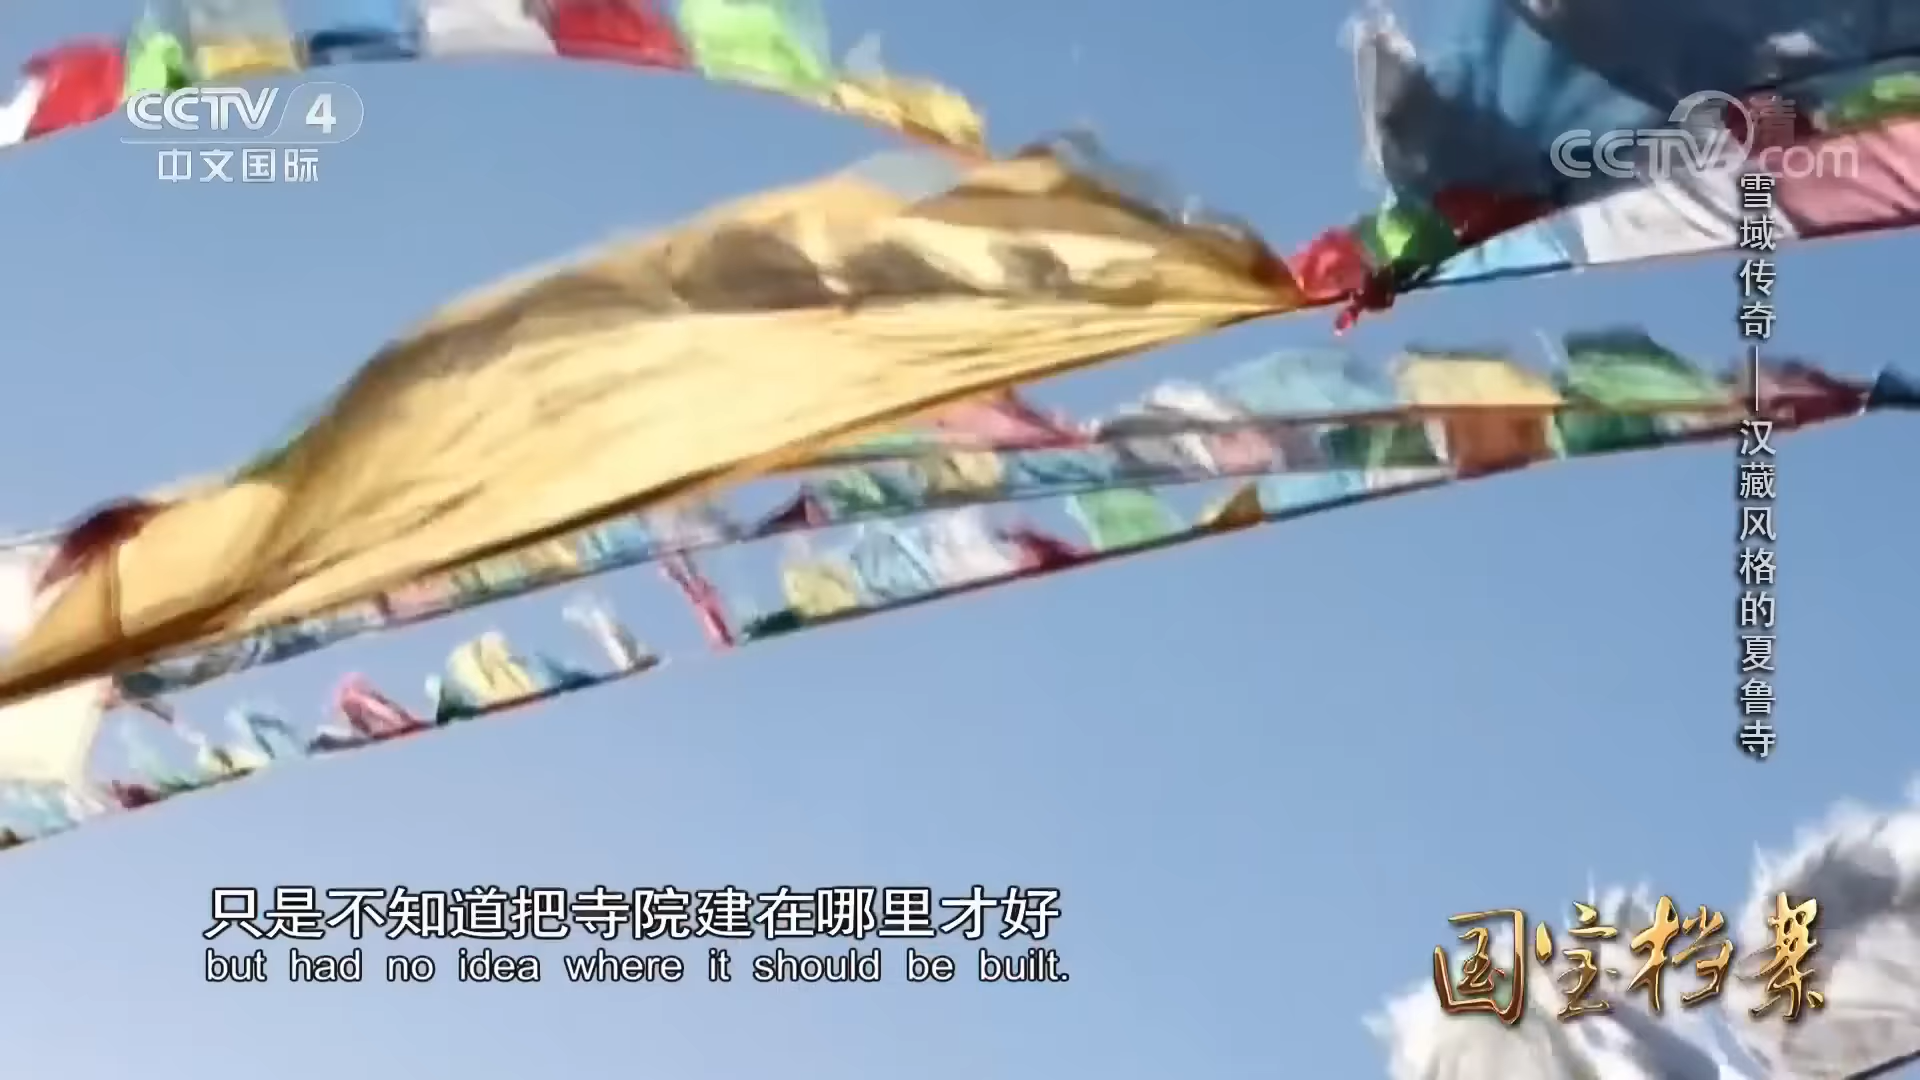 CCTV 4
中文国际
CCTV.com
雪域传奇—汉藏风格的夏鲁寺
只是不知道把寺院建在哪里才好
but had no idea where it should be built.
国宝档案